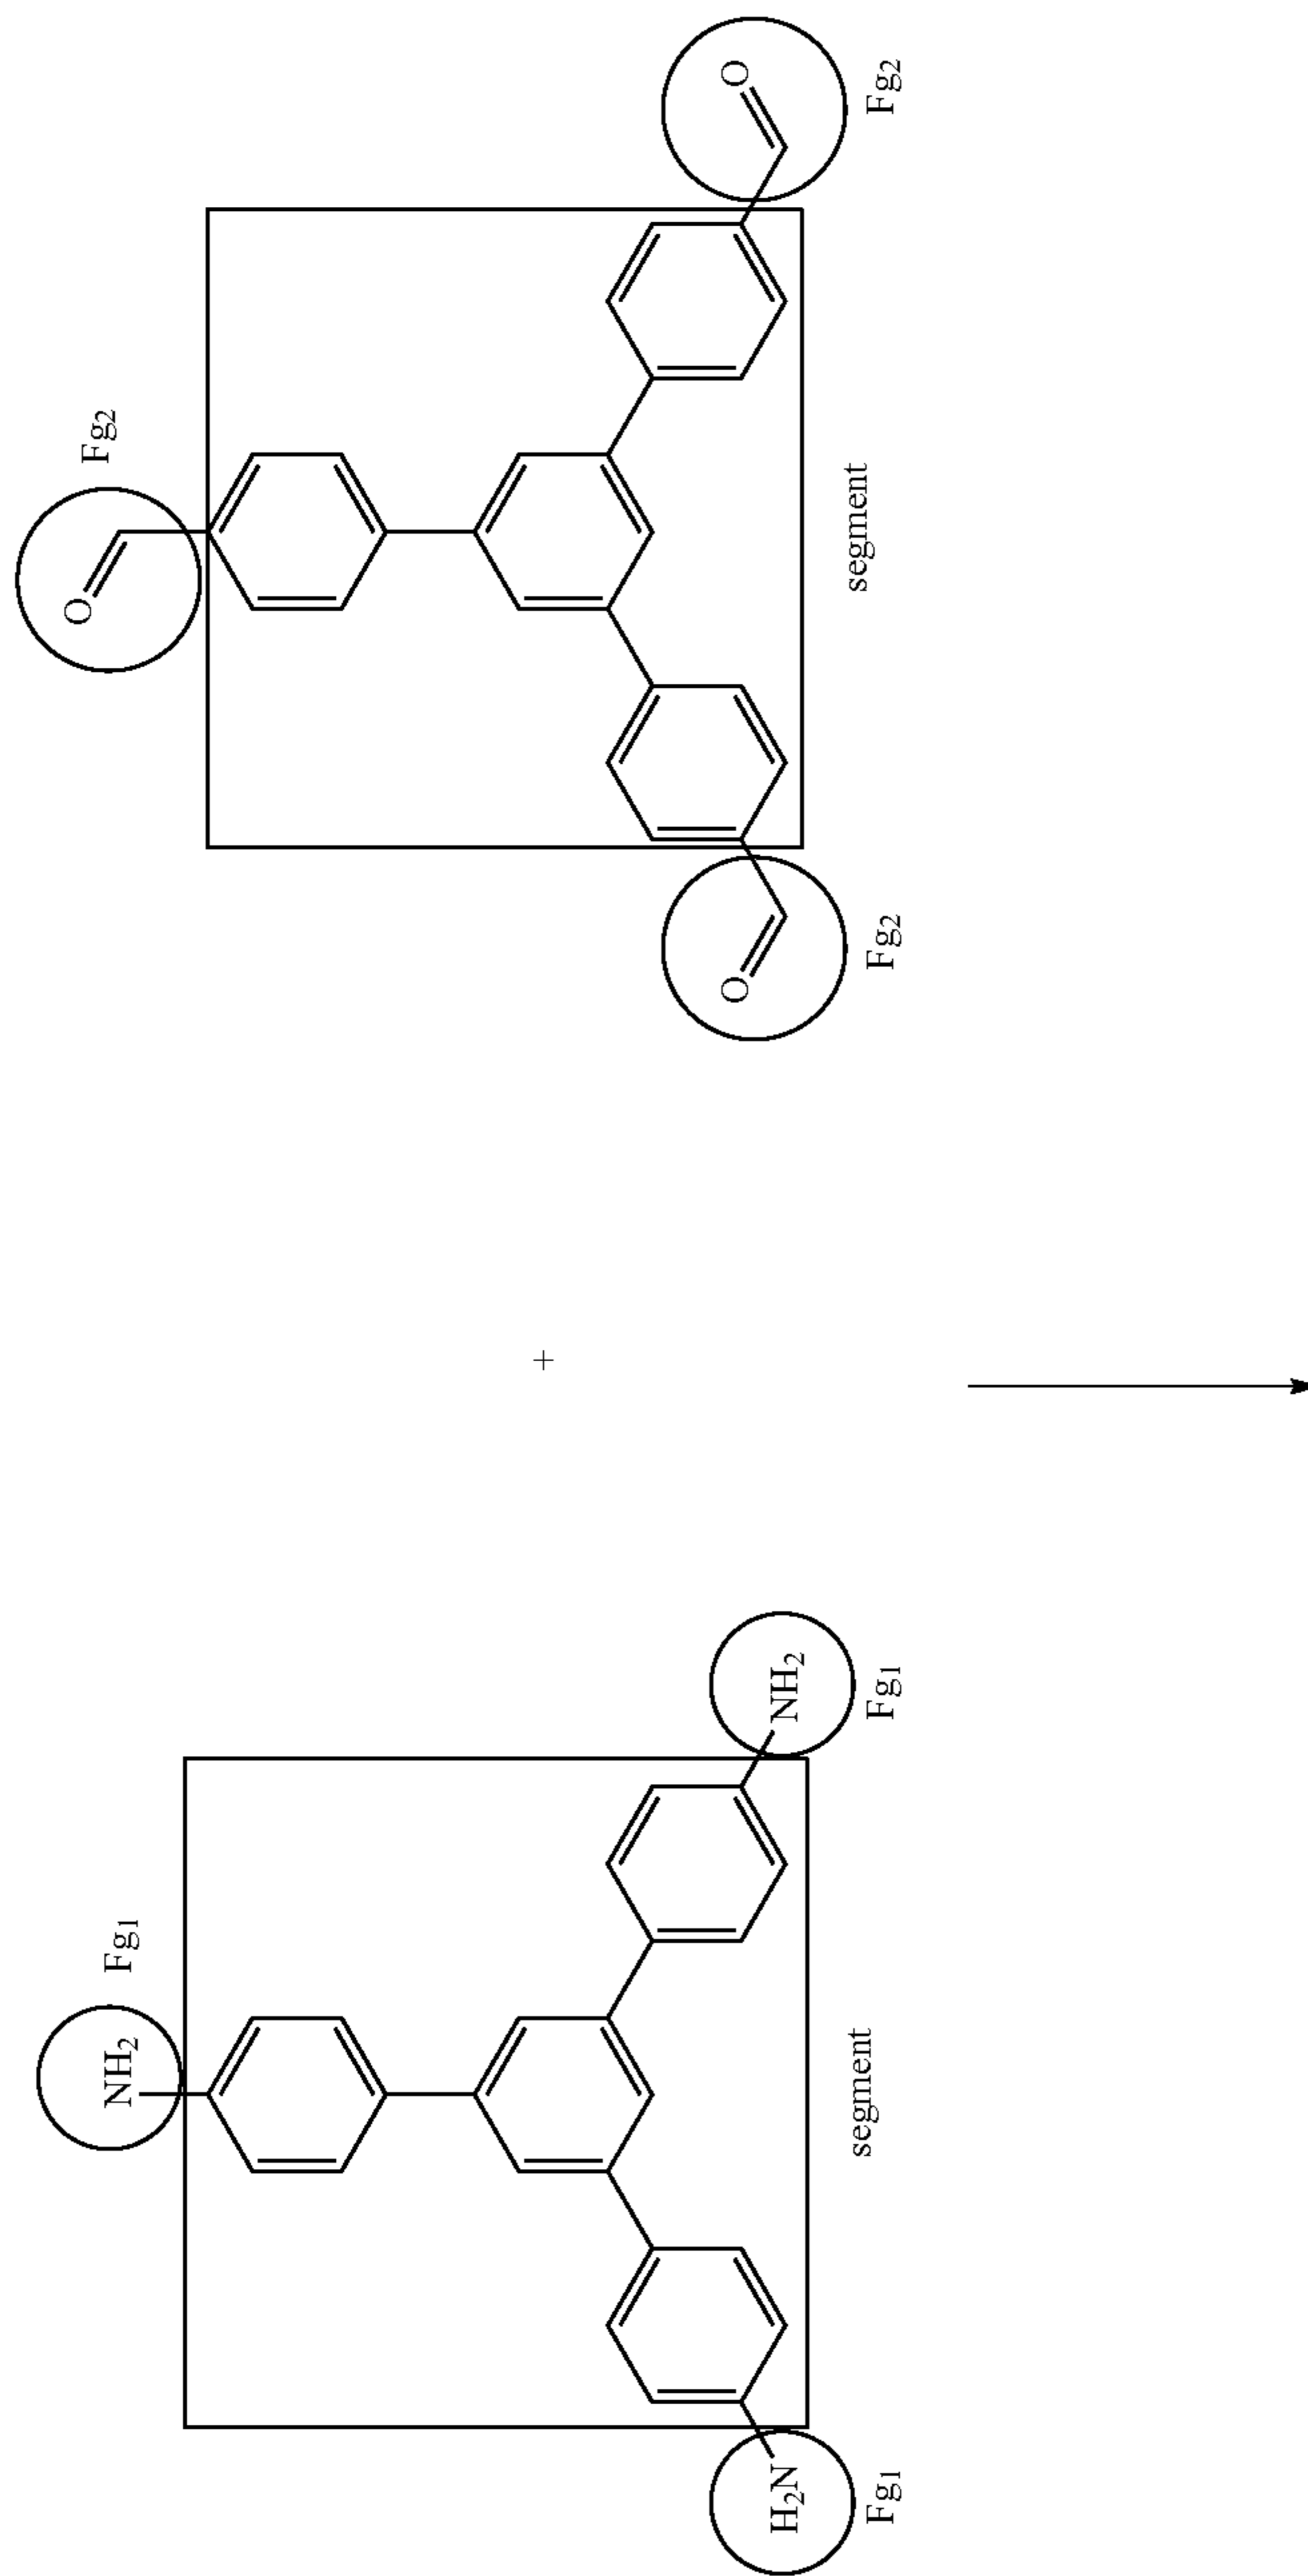 Fg1
NH2
H2N
Fg1
NH2
Fg1
segment
+
Fg2
O
O
Fg2
O
Fg2
segment